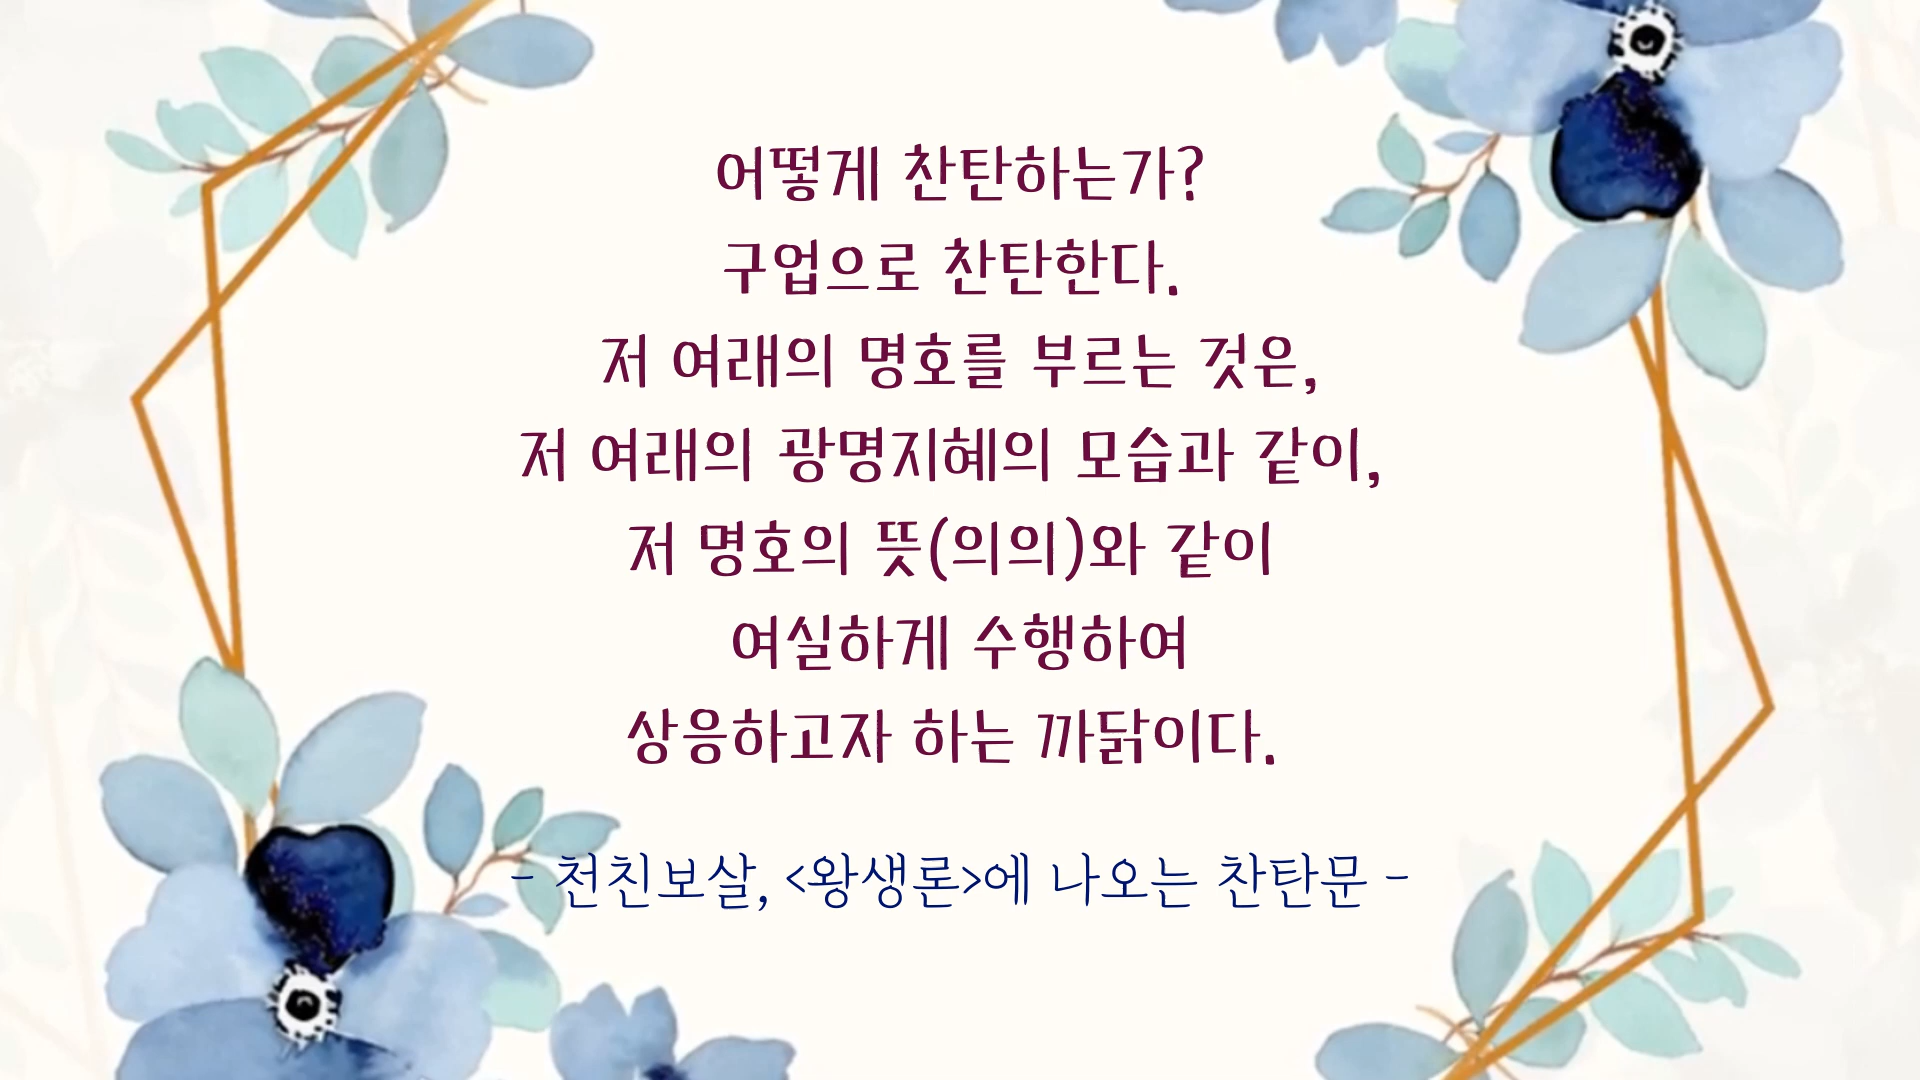 어떻게 찬탄하는가?
구업으로 찬탄한다.
저 여래의 명호를 부르는 것은,
저 여래의 광명지혜의 모습과 같이,
저 명호의 뜻(의의)와 같이
여실하게 수행하여
상응하고자 하는 까닭이다.
- 천친보살, <왕생론>에 나오는 찬탄문 -